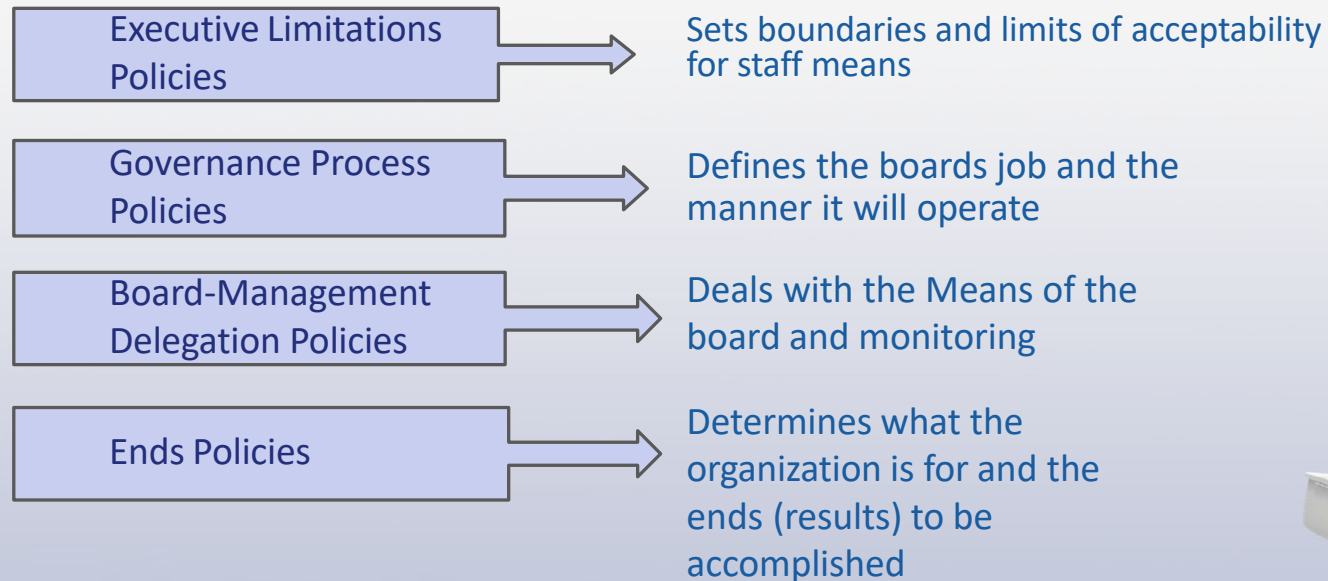 Executive Limitations
Policies
Sets boundaries and limits of acceptability
for staff means
Governance Process
Policies
Defines the boards job and the
manner it will operate
Board-Management
Delegation Policies
Deals with the Means of the
board and monitoring
Ends Policies
Determines what the
organization is for and the
ends (results) to be
accomplished